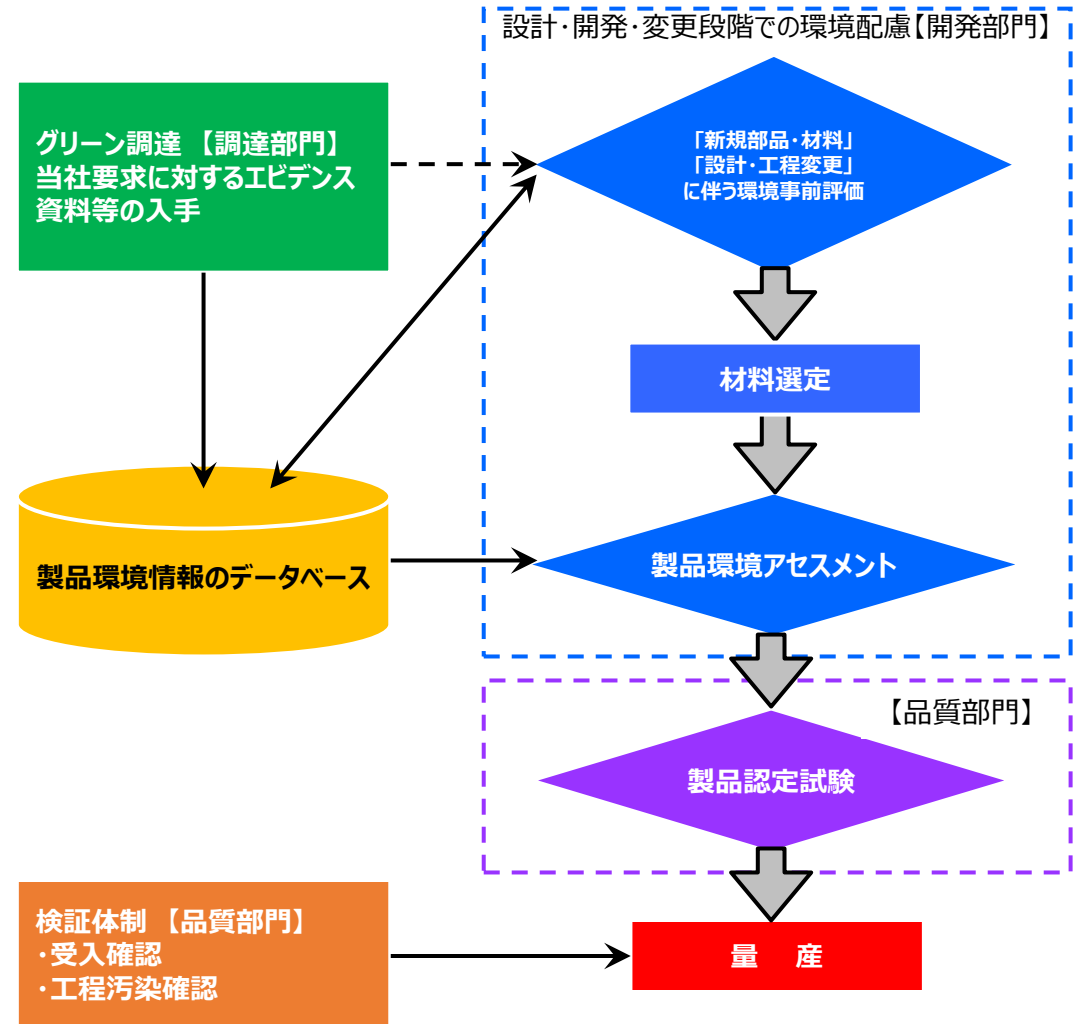 設計・開発・変更段階での環境配慮【開発部門】
グリーン調達 【調達部門】
当社要求に対するエビデンス
資料等の入手
「新規部品・材料」
「設計・工程変更」
に伴う環境事前評価
材料選定
製品環境情報のデータベース
製品環境アセスメント
【品質部門】
製品認定試験
検証体制 【品質部門】
・受入確認
・工程汚染確認
量 産